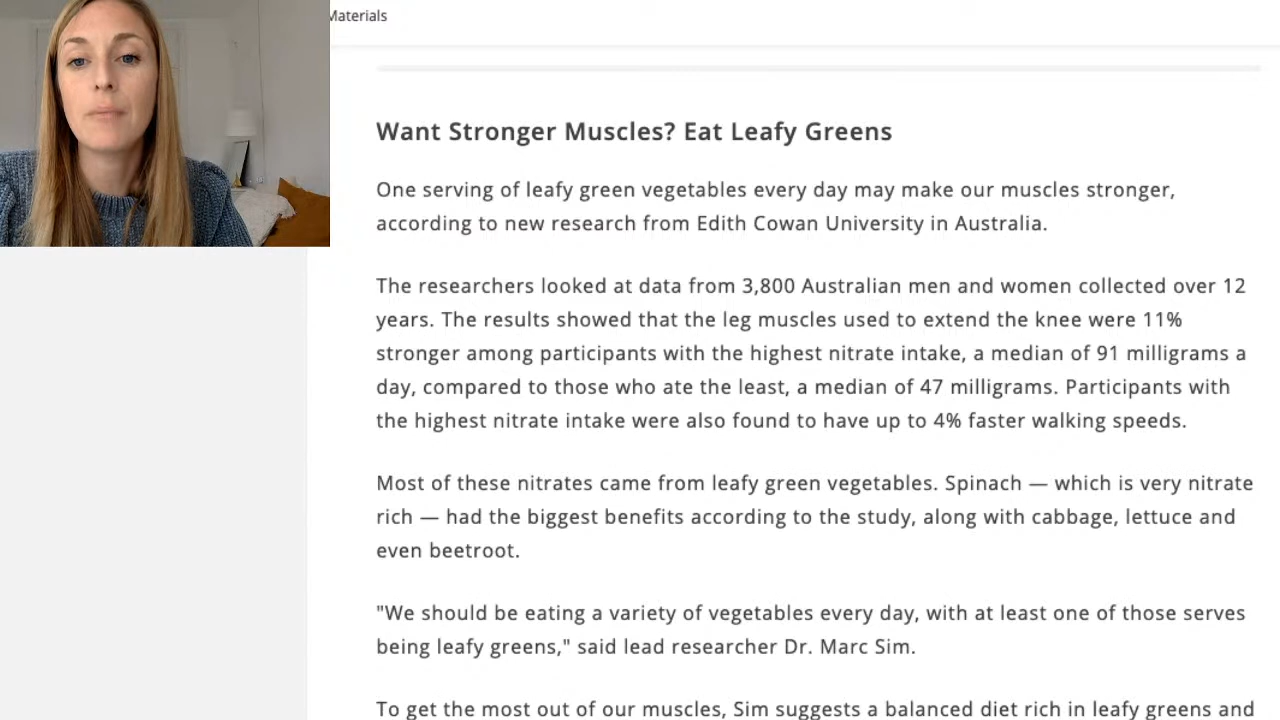 Materials
Want Stronger Muscles? Eat Leafy Greens
One serving of leafy green vegetables every day may make our muscles stronger,
according to new research from Edith Cowan University in Australia.
The researchers looked at data from 3,800 Australian men and women collected over 12
years. The results showed that the leg muscles used to extend the knee were 11%
stronger among participants with the highest nitrate intake, a median of 91 milligrams a
day, compared to those who ate the least, a median of 47 milligrams. Participants with
the highest nitrate intake were also found to have up to 4% faster walking speeds.
Most of these nitrates came from leafy green vegetables. Spinach — which is very nitrate
rich — had the biggest benefits according to the study, along with cabbage, lettuce and
even beetroot.
"We should be eating a variety of vegetables every day, with at least one of those serves
being leafy greens," said lead researcher Dr. Marc Sim.
To get the most out of our muscles, Sim suggests a balanced diet rich in leafy greens and